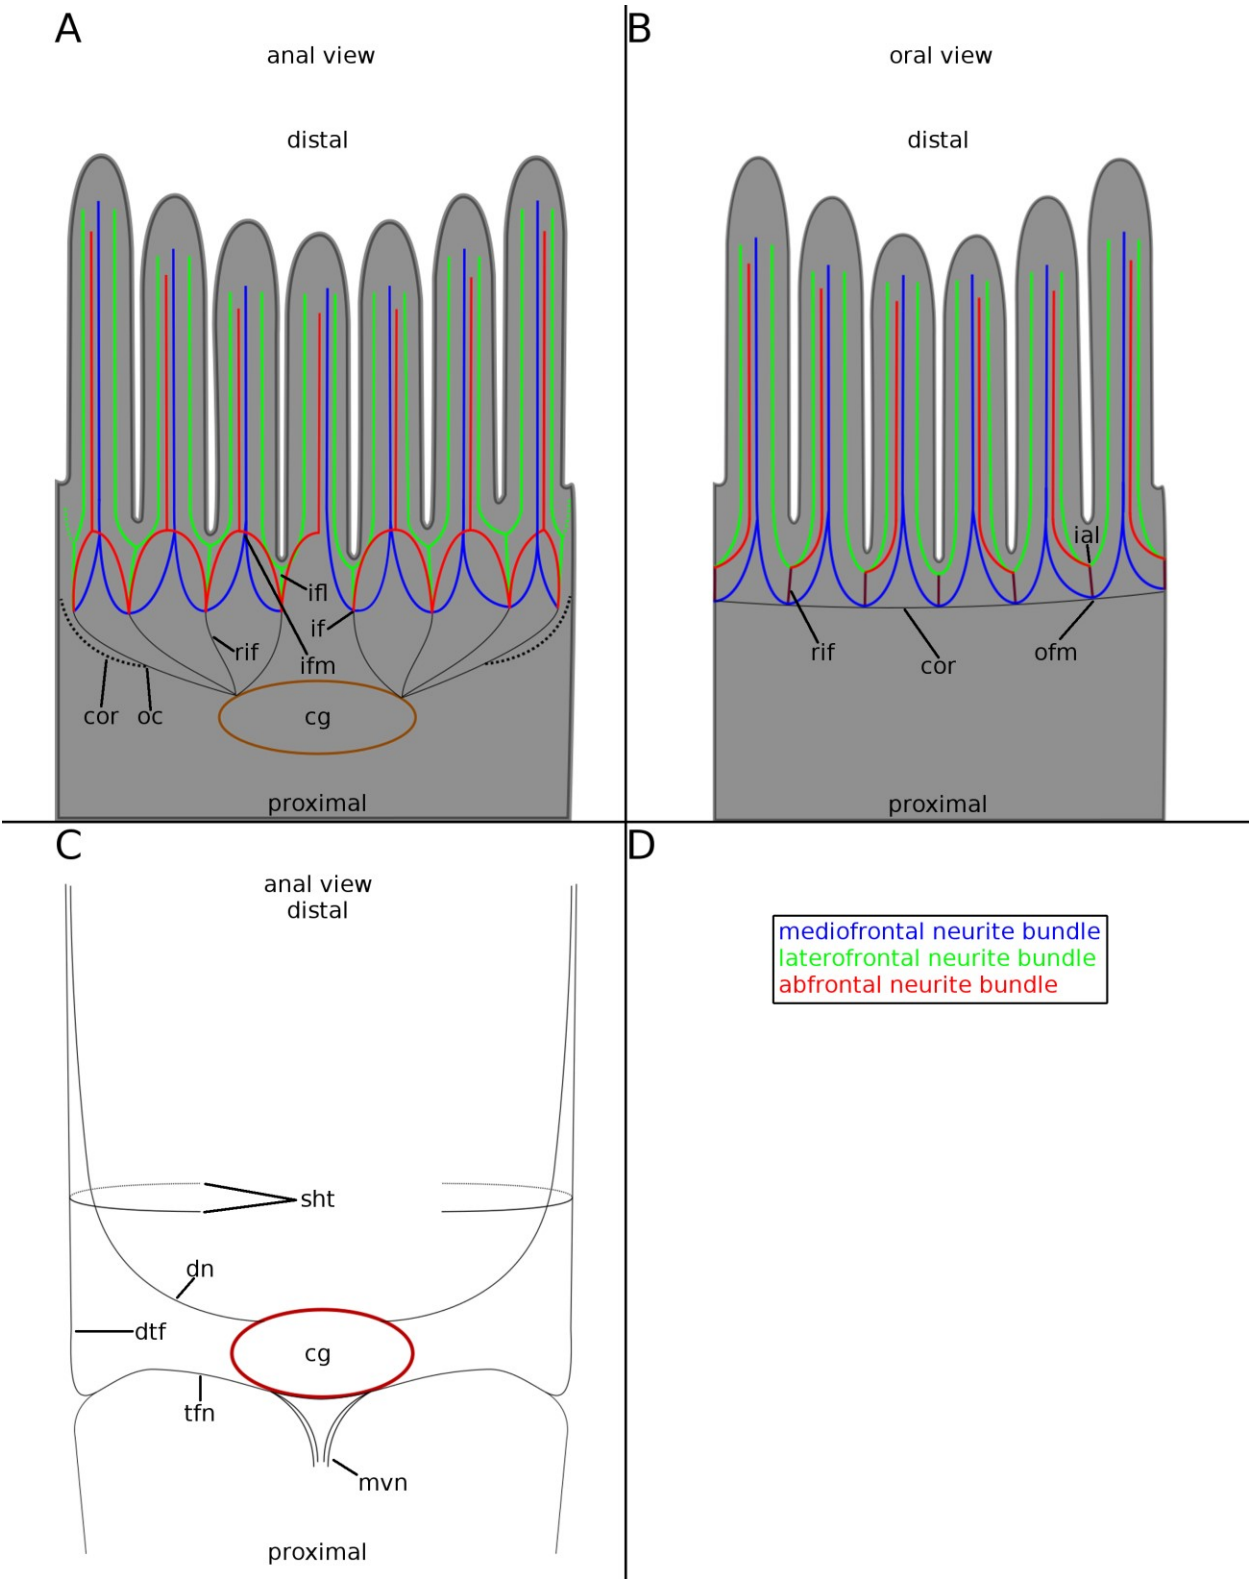 A
anal view
distal
ifl
if
rif
ifm
cor
oc
cg
proximal
B
oral view
distal
ial
rif
cor
ofm
proximal
C
anal view
distal
sht
dn
dtf
cg
tfn
mvn
proximal
D
mediofrontal neurite bundle
laterofrontal neurite bundle
abfrontal neurite bundle